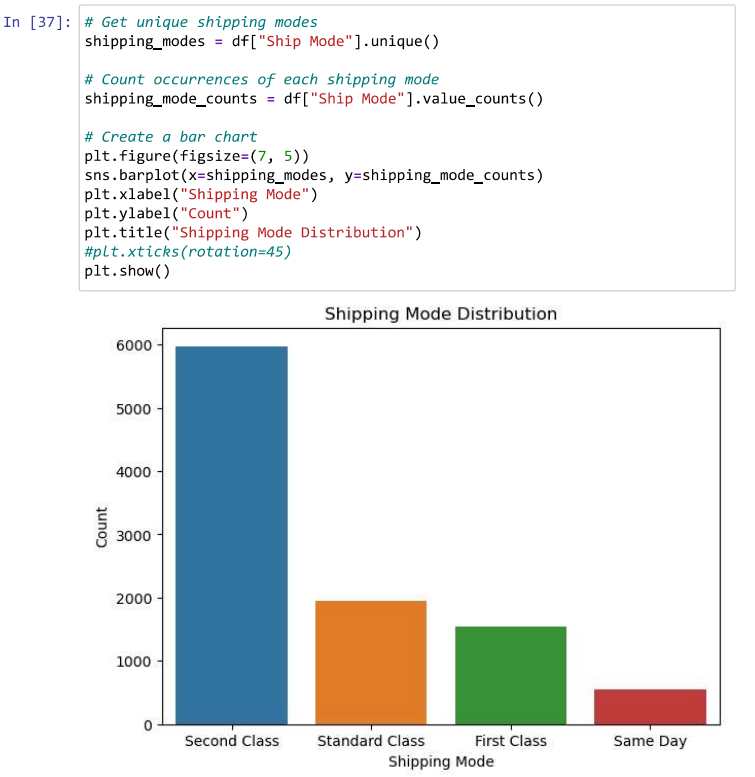 In [37]:
# Get unique shipping modes
shipping_modes = df["Ship Mode"].unique()
# Count occurrences of each shipping mode
shipping_mode_counts = df["Ship Mode"].value_counts()
# Create a bar chart
plt.figure(figsize=(7, 5))
sns.barplot(x=shipping_modes, y=shipping_mode_counts)
plt.xlabel("Shipping Mode")
plt.ylabel("Count")
plt.title("Shipping Mode Distribution")
#plt.xticks(rotation=45)
plt.show()
Shipping Mode Distribution
6000
5000
4000
3000
2000
1000
0
Count
Second Class Standard Class First Class Same Day
Shipping Mode